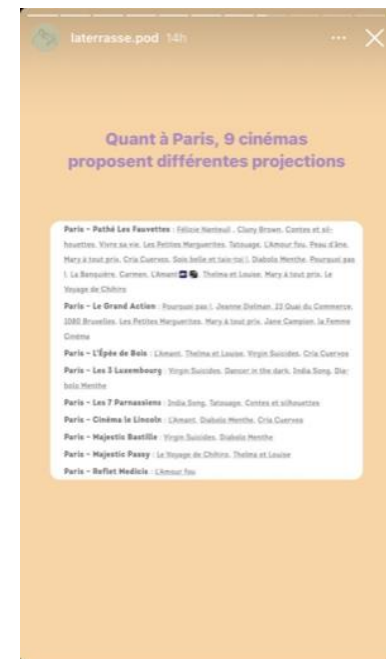 laterrasse.pod 14h
Quant à Paris, 9 cinémas
proposent différentes projections
Paris – Pathé Les Fauvettes : Félicie Nanteuil , Cluny Brown, Contes et sil-
houettes, Vivre sa vie, Les Petites Marguerites, Tatouage, L'Amour fou, Peau d'âne,
Mary à tout prix, Cria Cuervos, Sois belle et tais-toi !, Diabolo Menthe, Pourquoi pas
!, La Banquière, Carmen, L'Amant, Thelma et Louise, Mary à tout prix, Le
Voyage de Chihiro
Paris – Le Grand Action : Pourquoi pas !, Jeanne Dielman, 23 Quai du Commerce,
1080 Bruxelles, Les Petites Marguerites, Mary à tout prix, Jane Campion, la Femme
Cinéma
Paris – L'Épée de Bois : L'Amant, Thelma et Louise, Virgin Suicides, Cria Cuervos
Paris – Les 3 Luxembourg : Virgin Suicides, Dancer in the dark, India Song, Dia-
bolo Menthe
Paris – Les 7 Parnassiens : India Song, Tatouage, Contes et silhouettes
Paris – Cinéma le Lincoln : L'Amant, Diabolo Menthe, Cria Cuervos
Paris – Majestic Bastille : Virgin Suicides, Diabolo Menthe
Paris – Majestic Passy : Le Voyage de Chihiro, Thelma et Louise
Paris – Reflet Medicis : L'Amour fou